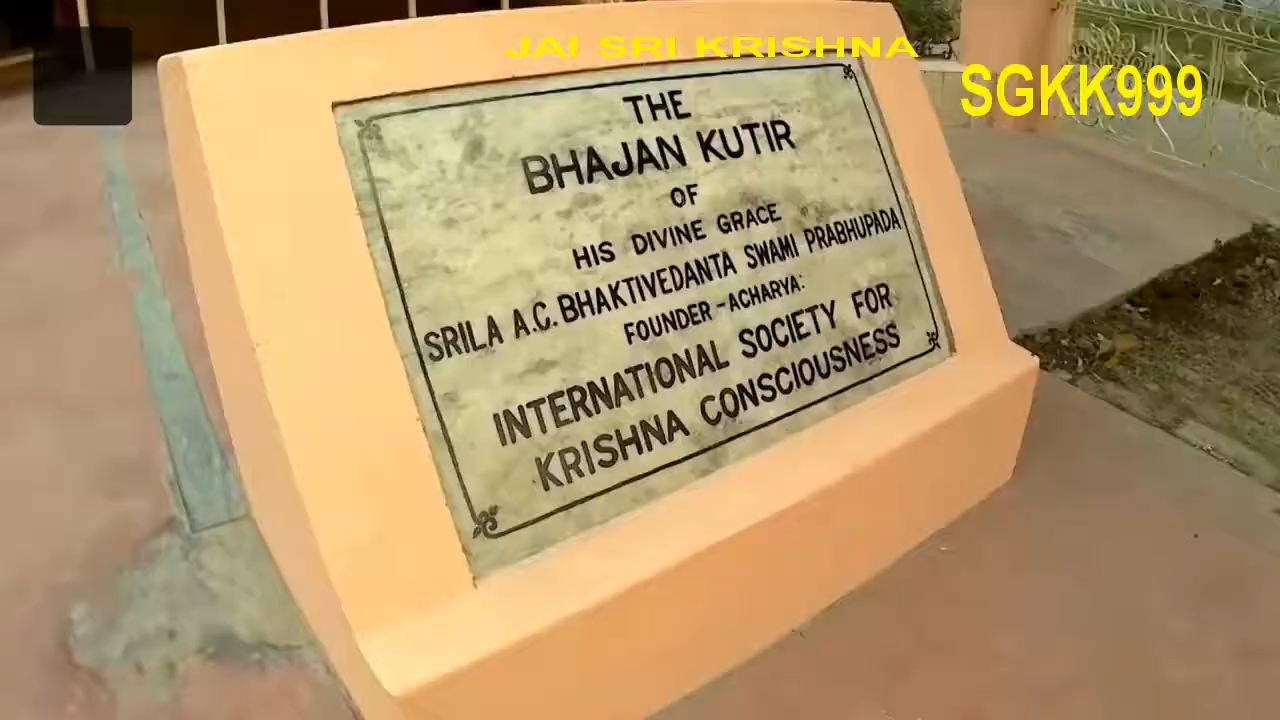 JAI SRI KRISHNA
SGKK999
THE
BHAJAN KUTIR
OF
HIS DIVINE GRACE
SRILA A.C. BHAKTIVEDANTA SWAMI PRABHUPADA
FOUNDER-ACHARYA:
INTERNATIONAL SOCIETY FOR
KRISHNA CONSCIOUSNESS